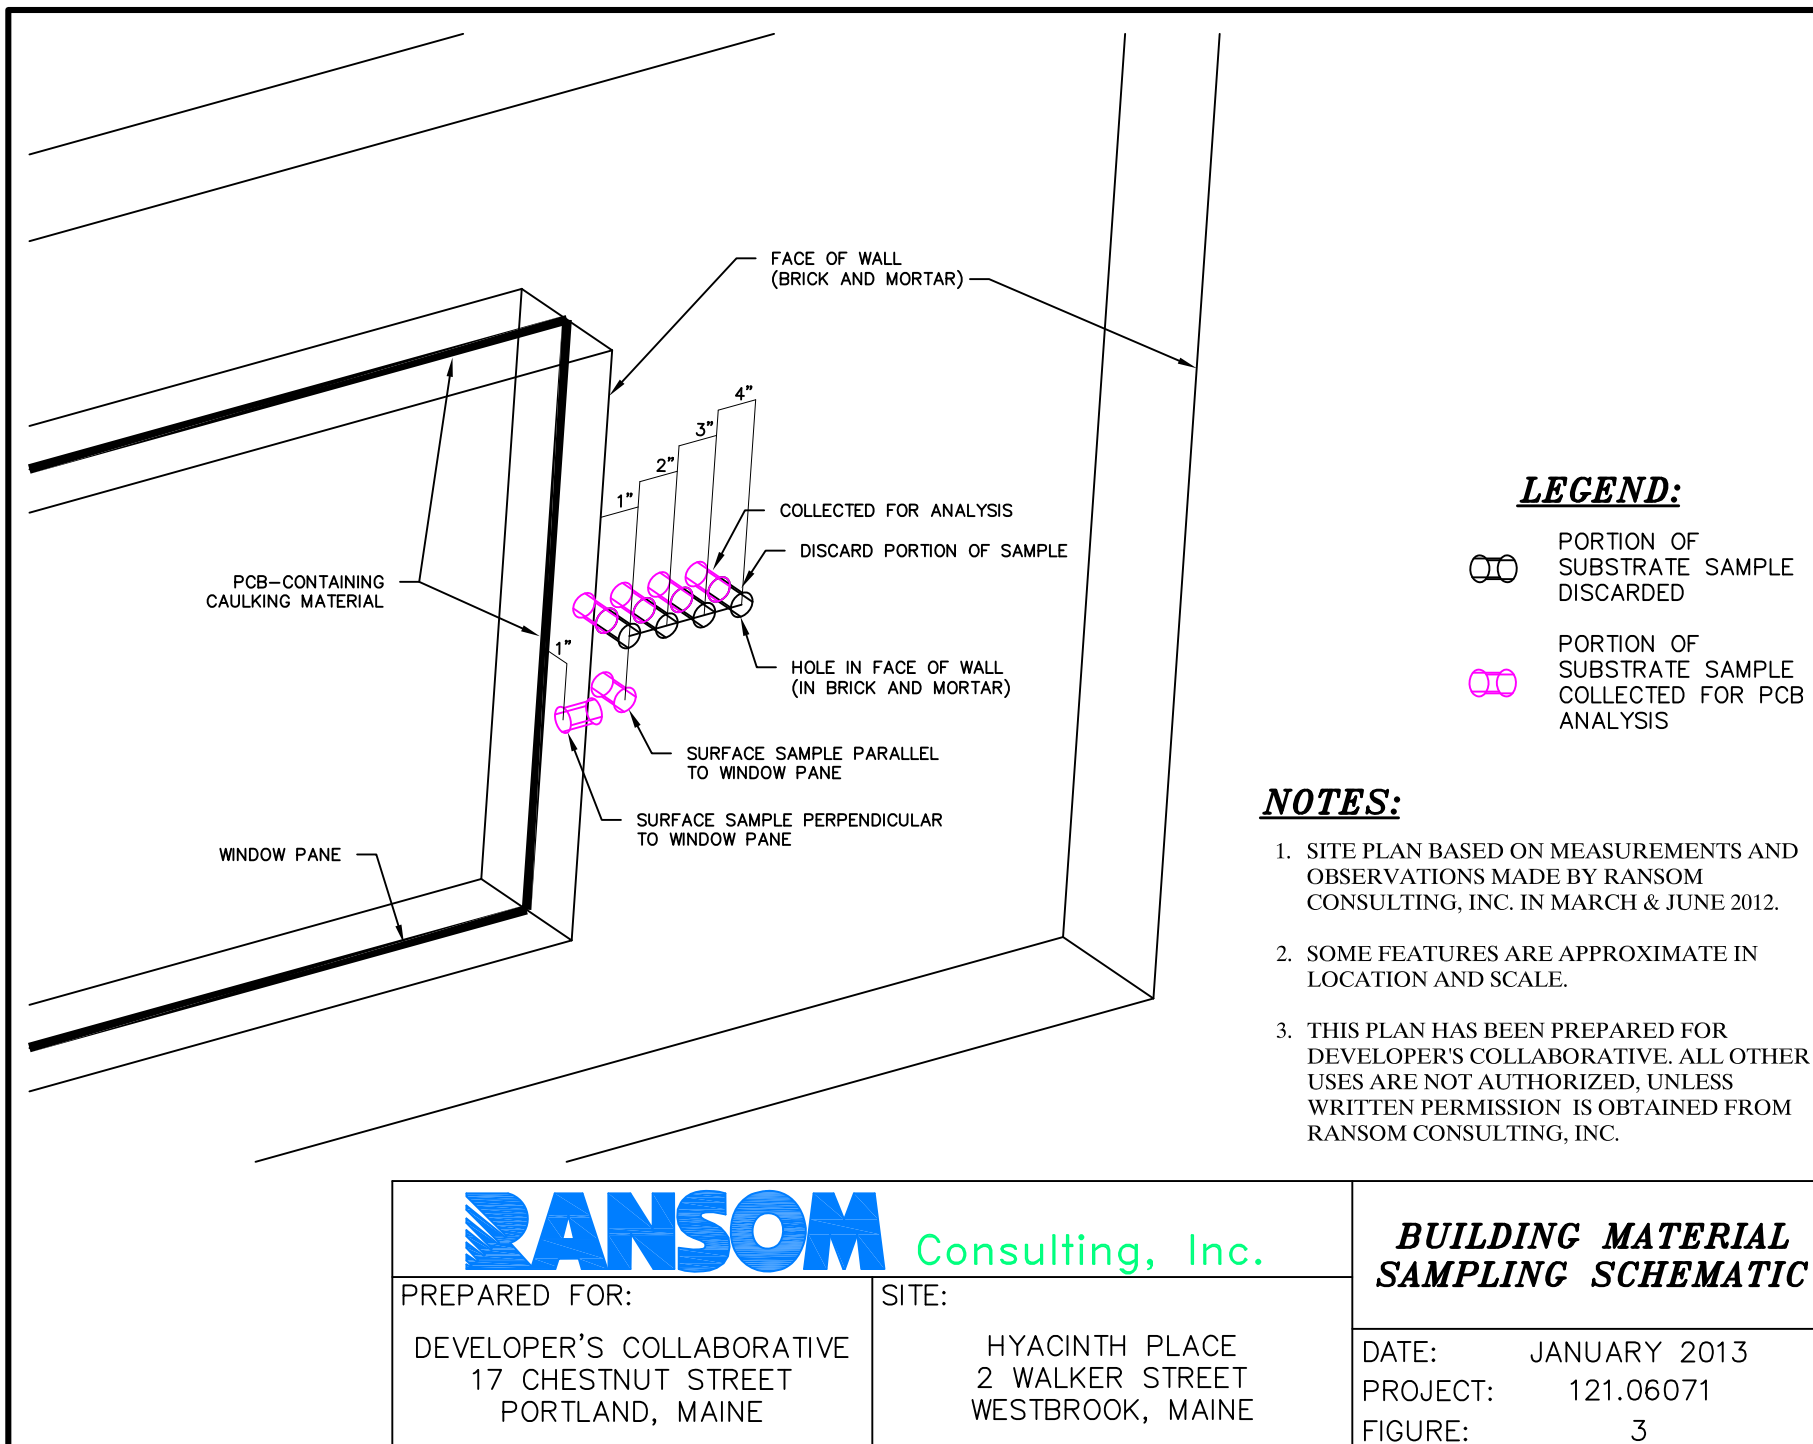 FACE OF WALL
(BRICK AND MORTAR)
4"
3"
2"
1"
COLLECTED FOR ANALYSIS
DISCARD PORTION OF SAMPLE
PCB-CONTAINING
CAULKING MATERIAL
1"
HOLE IN FACE OF WALL
(IN BRICK AND MORTAR)
SURFACE SAMPLE PARALLEL
TO WINDOW PANE
SURFACE SAMPLE PERPENDICULAR
TO WINDOW PANE
WINDOW PANE
LEGEND:
PORTION OF
SUBSTRATE SAMPLE
DISCARDED
PORTION OF
SUBSTRATE SAMPLE
COLLECTED FOR PCB
ANALYSIS
NOTES:
1. SITE PLAN BASED ON MEASUREMENTS AND
OBSERVATIONS MADE BY RANSOM
CONSULTING, INC. IN MARCH & JUNE 2012.
2. SOME FEATURES ARE APPROXIMATE IN
LOCATION AND SCALE.
3. THIS PLAN HAS BEEN PREPARED FOR
DEVELOPER'S COLLABORATIVE. ALL OTHER
USES ARE NOT AUTHORIZED, UNLESS
WRITTEN PERMISSION IS OBTAINED FROM
RANSOM CONSULTING, INC.
RANSOM Consulting, Inc.
PREPARED FOR:
DEVELOPER'S COLLABORATIVE
17 CHESTNUT STREET
PORTLAND, MAINE
SITE:
HYACINTH PLACE
2 WALKER STREET
WESTBROOK, MAINE
BUILDING MATERIAL
SAMPLING SCHEMATIC
DATE: JANUARY 2013
PROJECT: 121.06071
FIGURE: 3